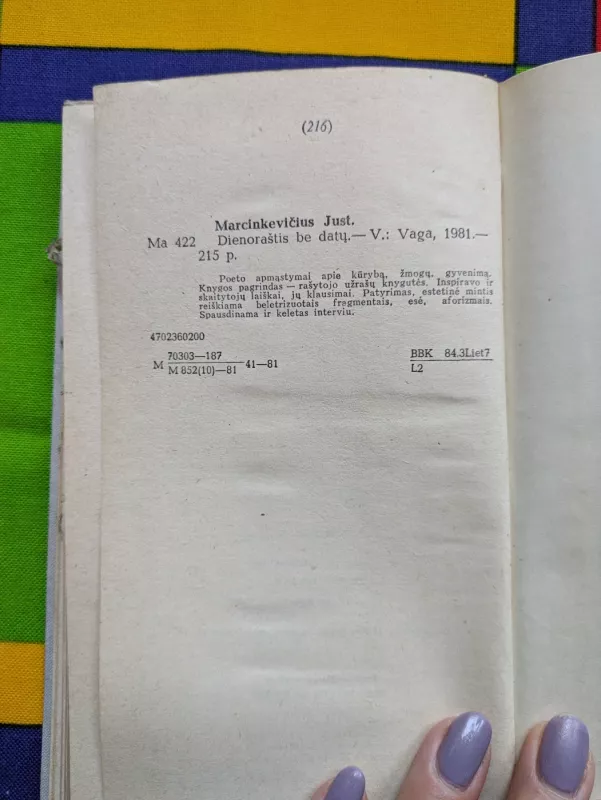 (216)
Marcinkevičius Just.
Ma 422 Dienoraštis be datų.— V.: Vaga, 1981.—
215 p.
Poeto apmąstymai apie kūrybą, žmogų, gyvenimą.
Knygos pagrindas — rašytojo užrašų knygutės. Inspiravo ir
skaitytojų laiškai, jų klausimai. Patyrimas, estetinė mintis
reiškiama beletrizuotais fragmentais, esė, aforizmais.
Spausdinama ir keletas interviu.
4702360200
70303—187
M 41—81
M 852(10)—81
BBK 84.3Liet7
L2